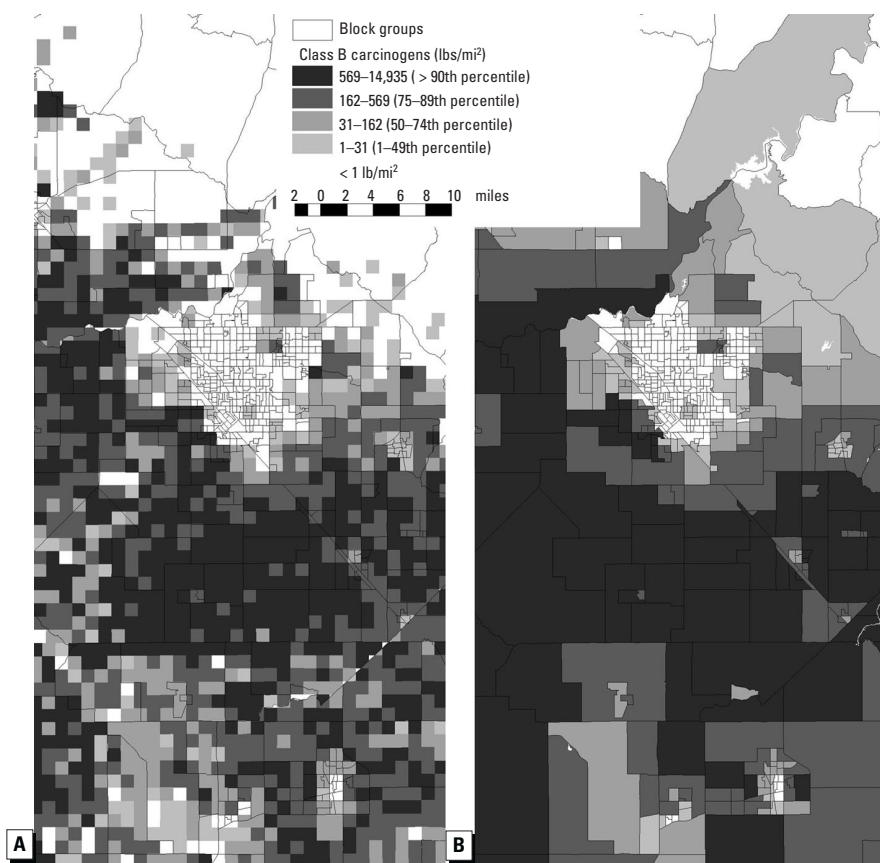 Block groups
Class B carcinogens (lbs/mi²)
569–14,935 ( > 90th percentile)
162–569 (75–89th percentile)
31–162 (50–74th percentile)
1–31 (1–49th percentile)
< 1 lb/mi²
2 0 2 4 6 8 10 miles
A
B